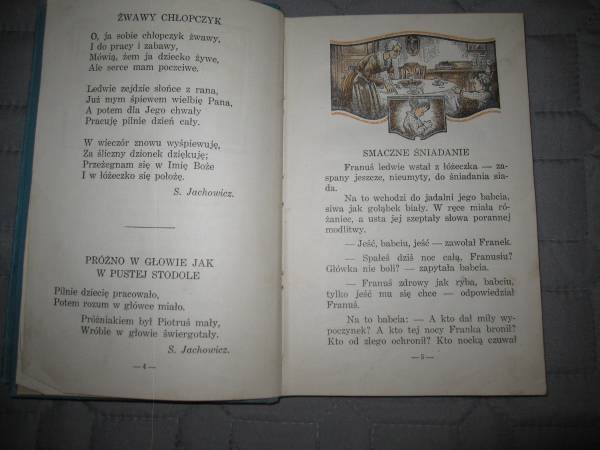 ŻWAWY CHŁOPCZYK
O, ja sobie chłopczyk żwawy,
I do pracy i zabawy,
Mówią, żem ja dziecko żywe,
Ale serce mam poczciwe.
Ledwie zejdzie słońce z rana,
Już mym śpiewem wielbię Pana,
A potem dla Jego chwały
Pracuję pilnie dzień cały.
W wieczór znowu wyśpiewuję,
Za śliczny dzionek dziękuję;
Przeżegnam się w Imię Boże
I w łóżeczko się położę.
S. Jachowicz.
PRÓŻNO W GŁOWIE JAK
W PUSTEJ STODOLE
Pilnie dziecię pracowało,
Potem rozum w główce miało.
Próżniakiem był Piotruś mały,
Wróble w głowie świergotały.
S. Jachowicz.
— 4 —
SMACZNE ŚNIADANIE
Franuś ledwie wstał z łóżeczka — za-
spany jeszcze, nieumyty, do śniadania sia-
da.
Na to wchodzi do jadalni jego babcia,
siwa jak gołąbek biały. W ręce miała ró-
żaniec, a usta jej szeptały słowa porannej
modlitwy.
— Jeść, babciu, jeść — zawołał Franek.
— Spałeś dziś noc całą, Franusiu?
Główka nie boli? — zapytała babcia.
— Franuś zdrowy jak ryba, babciu,
tylko jeść mu się chce — odpowiedział
Franuś.
Na to babcia: — A kto dał miły wy-
poczynek? A kto tej nocy Franka bronił?
Kto od złego ochronił? Kto nocką czuwał
— 5 —